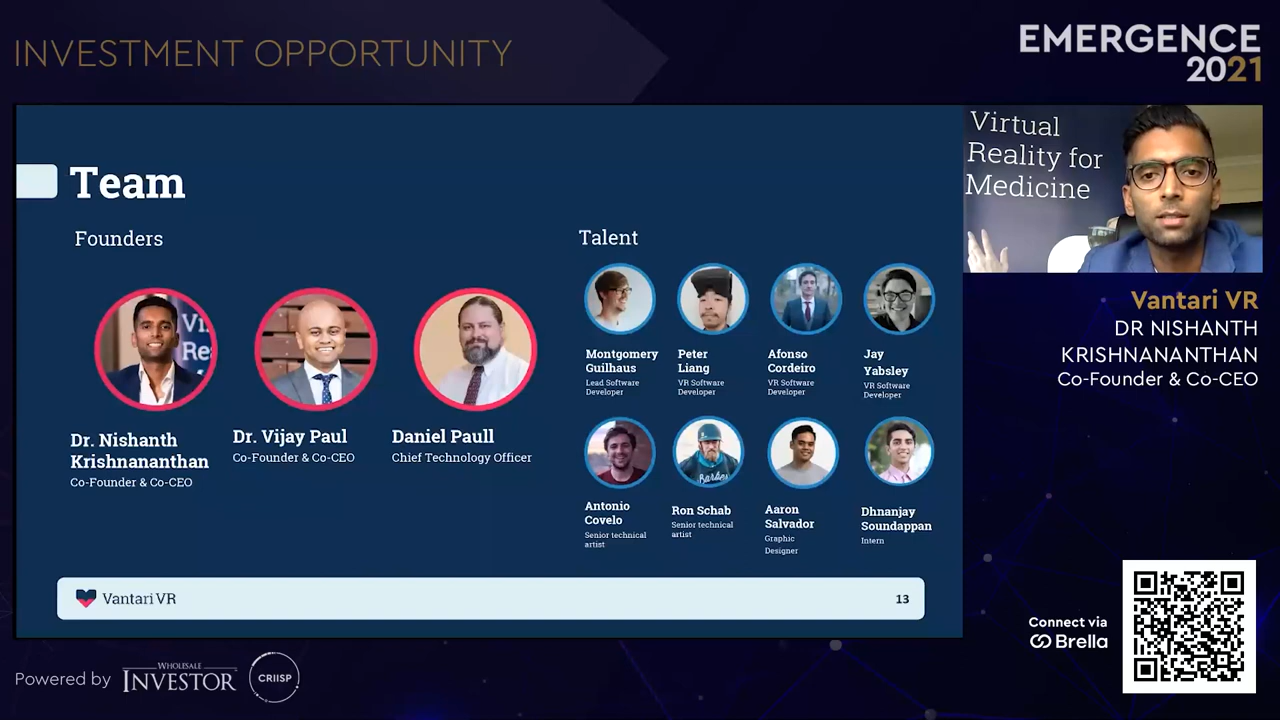 INVESTMENT OPPORTUNITY
EMERGENCE
2021
Team
Founders
Talent
Vi
Re
Dr. Nishanth
Krishnananthan
Co-Founder & Co-CEO
Dr. Vijay Paul
Co-Founder & Co-CEO
Daniel Paull
Chief Technology Officer
Montgomery
Guilhaus
Lead Software
Developer
Peter
Liang
VR Software
Developer
Afonso
Cordeiro
VR Software
Developer
Jay
Yabsley
VR Software
Developer
Antonio
Covelo
Senior technical
artist
Ron Schab
Senior technical
artist
Aaron
Salvador
Graphic
Designer
Dhnanjay
Soundappan
Intern
Vantari VR
13
Virtual
Reality for
Medicine
Vantari VR
DR NISHANTH
KRISHNANANTHAN
Co-Founder & Co-CEO
Connect via
Brella
Powered by
WHOLESALE
INVESTOR
CRIISP